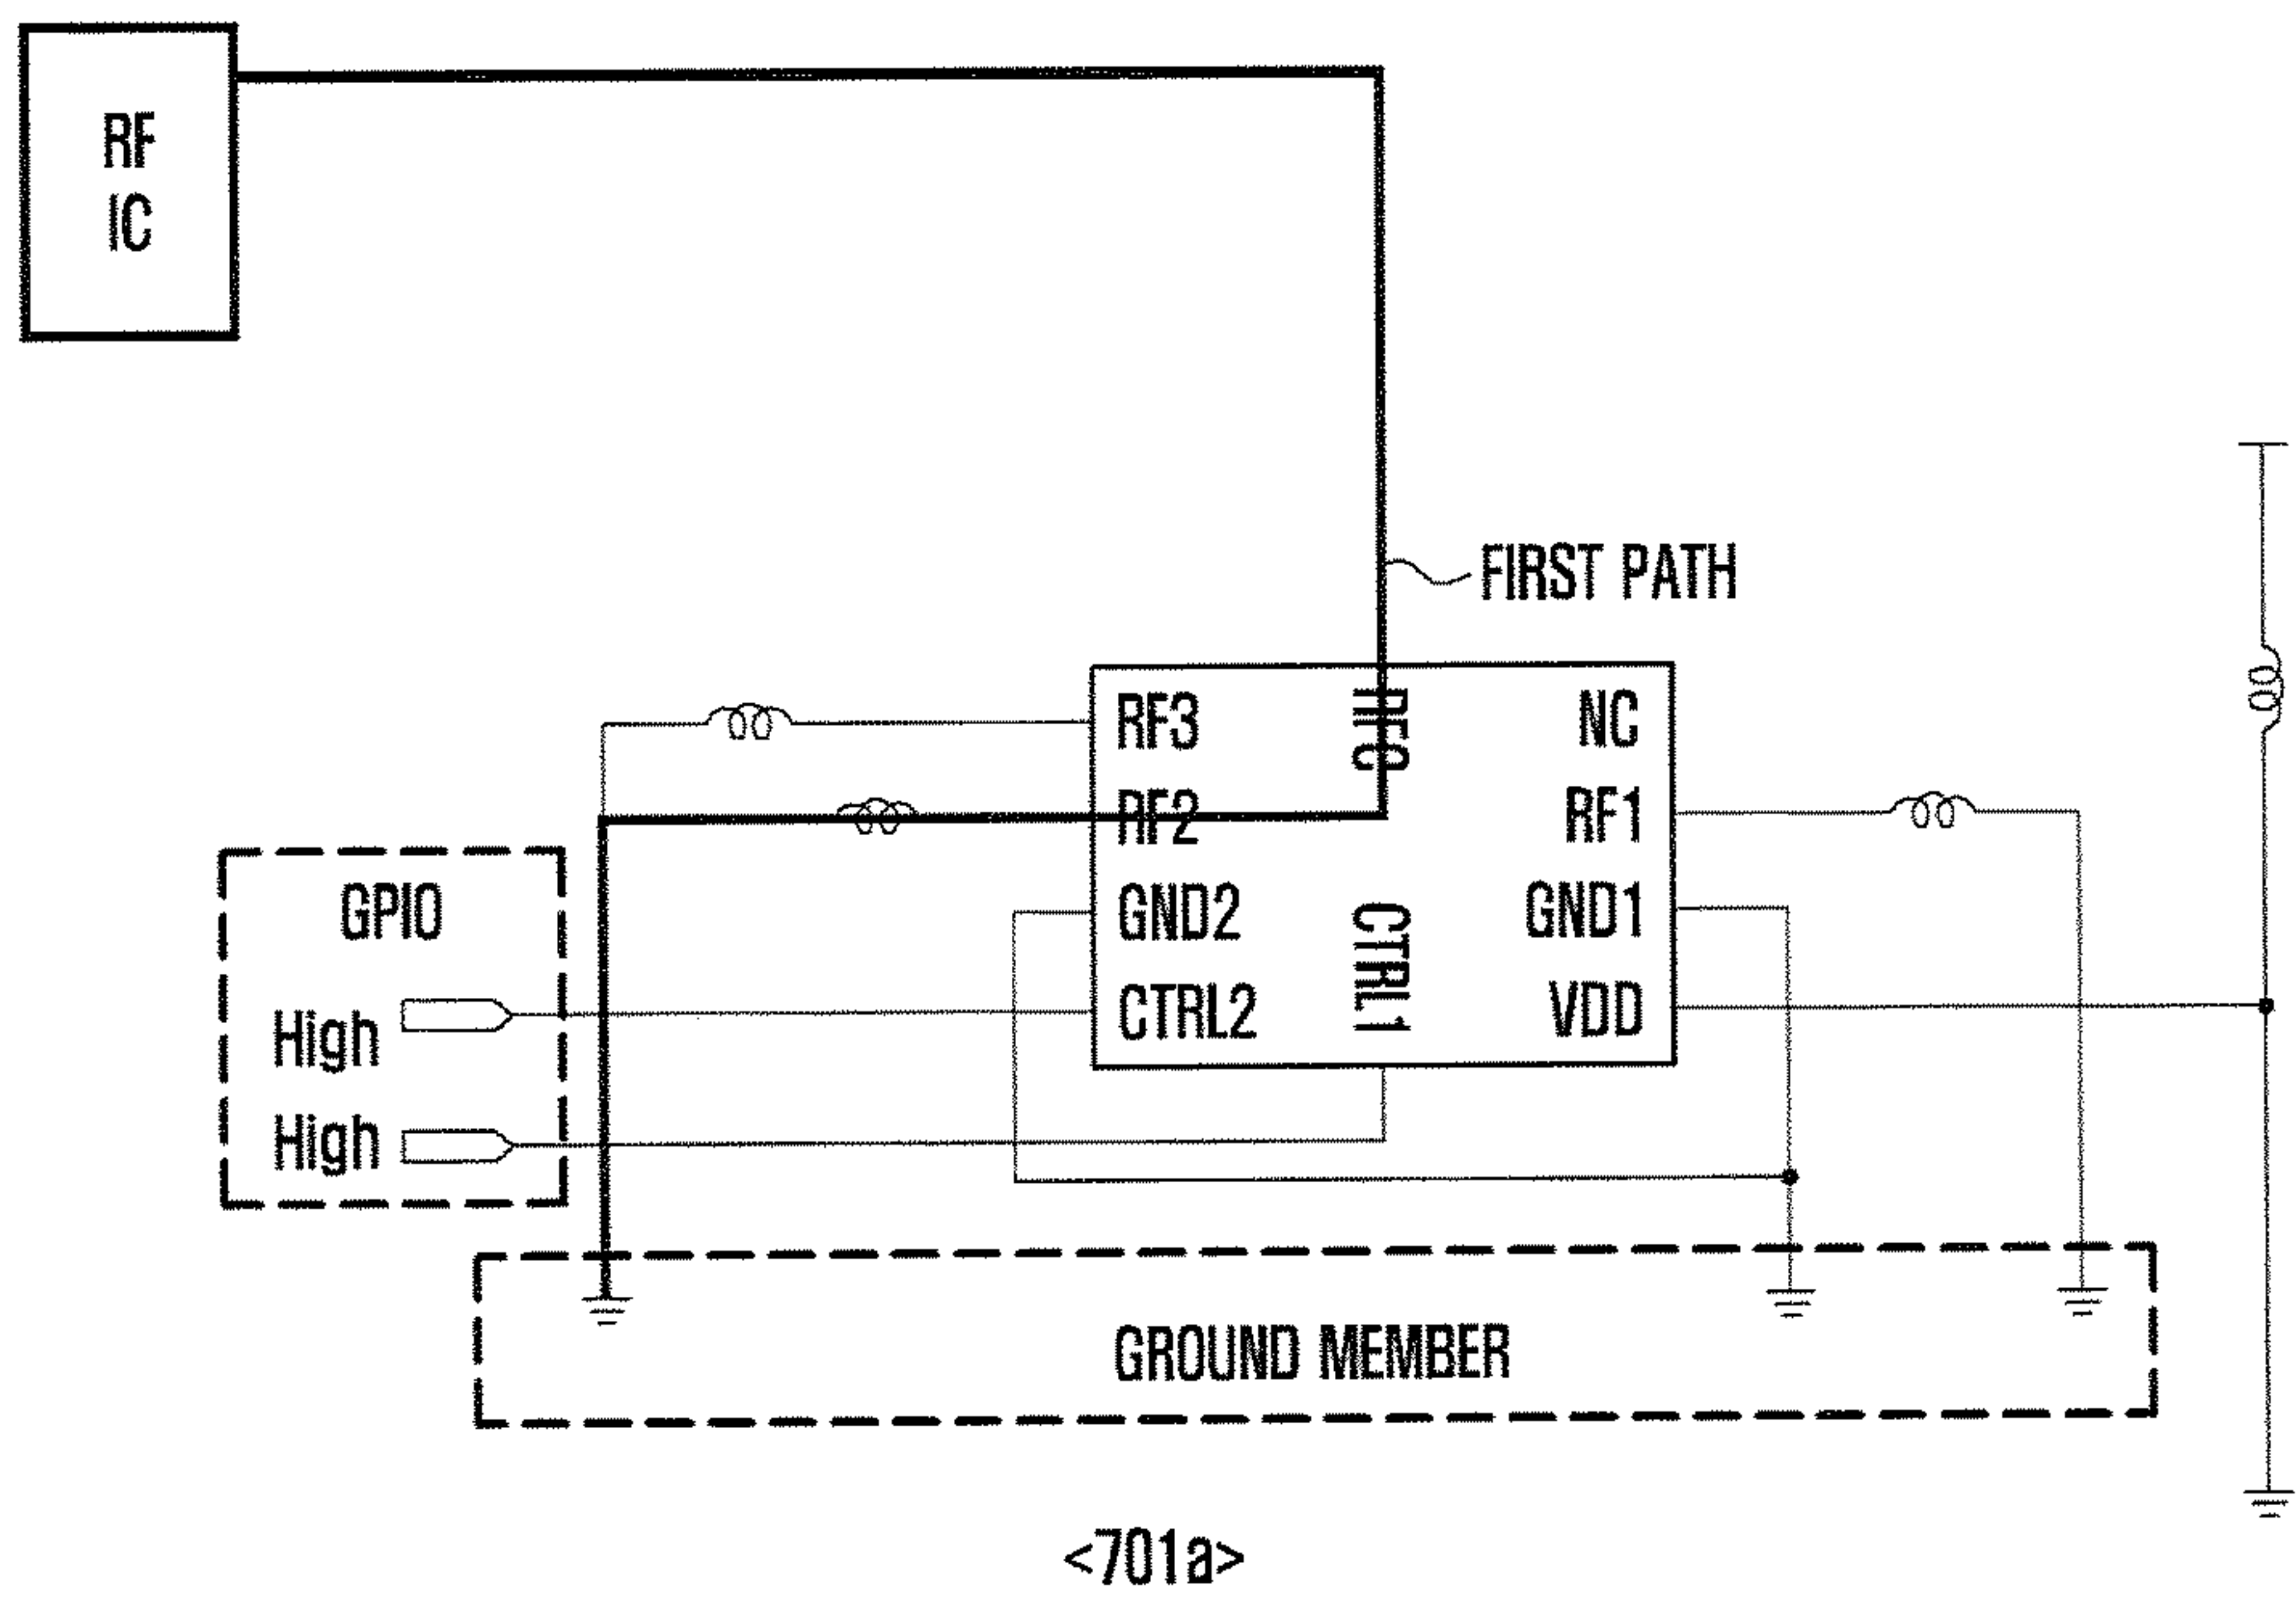 RF
IC
FIRST PATH
RF3
RFC
NC
RF2
RF1
GPIO
GND2
CTRL1
GND1
High
CTRL2
VDD
High
GROUND MEMBER
<701a>